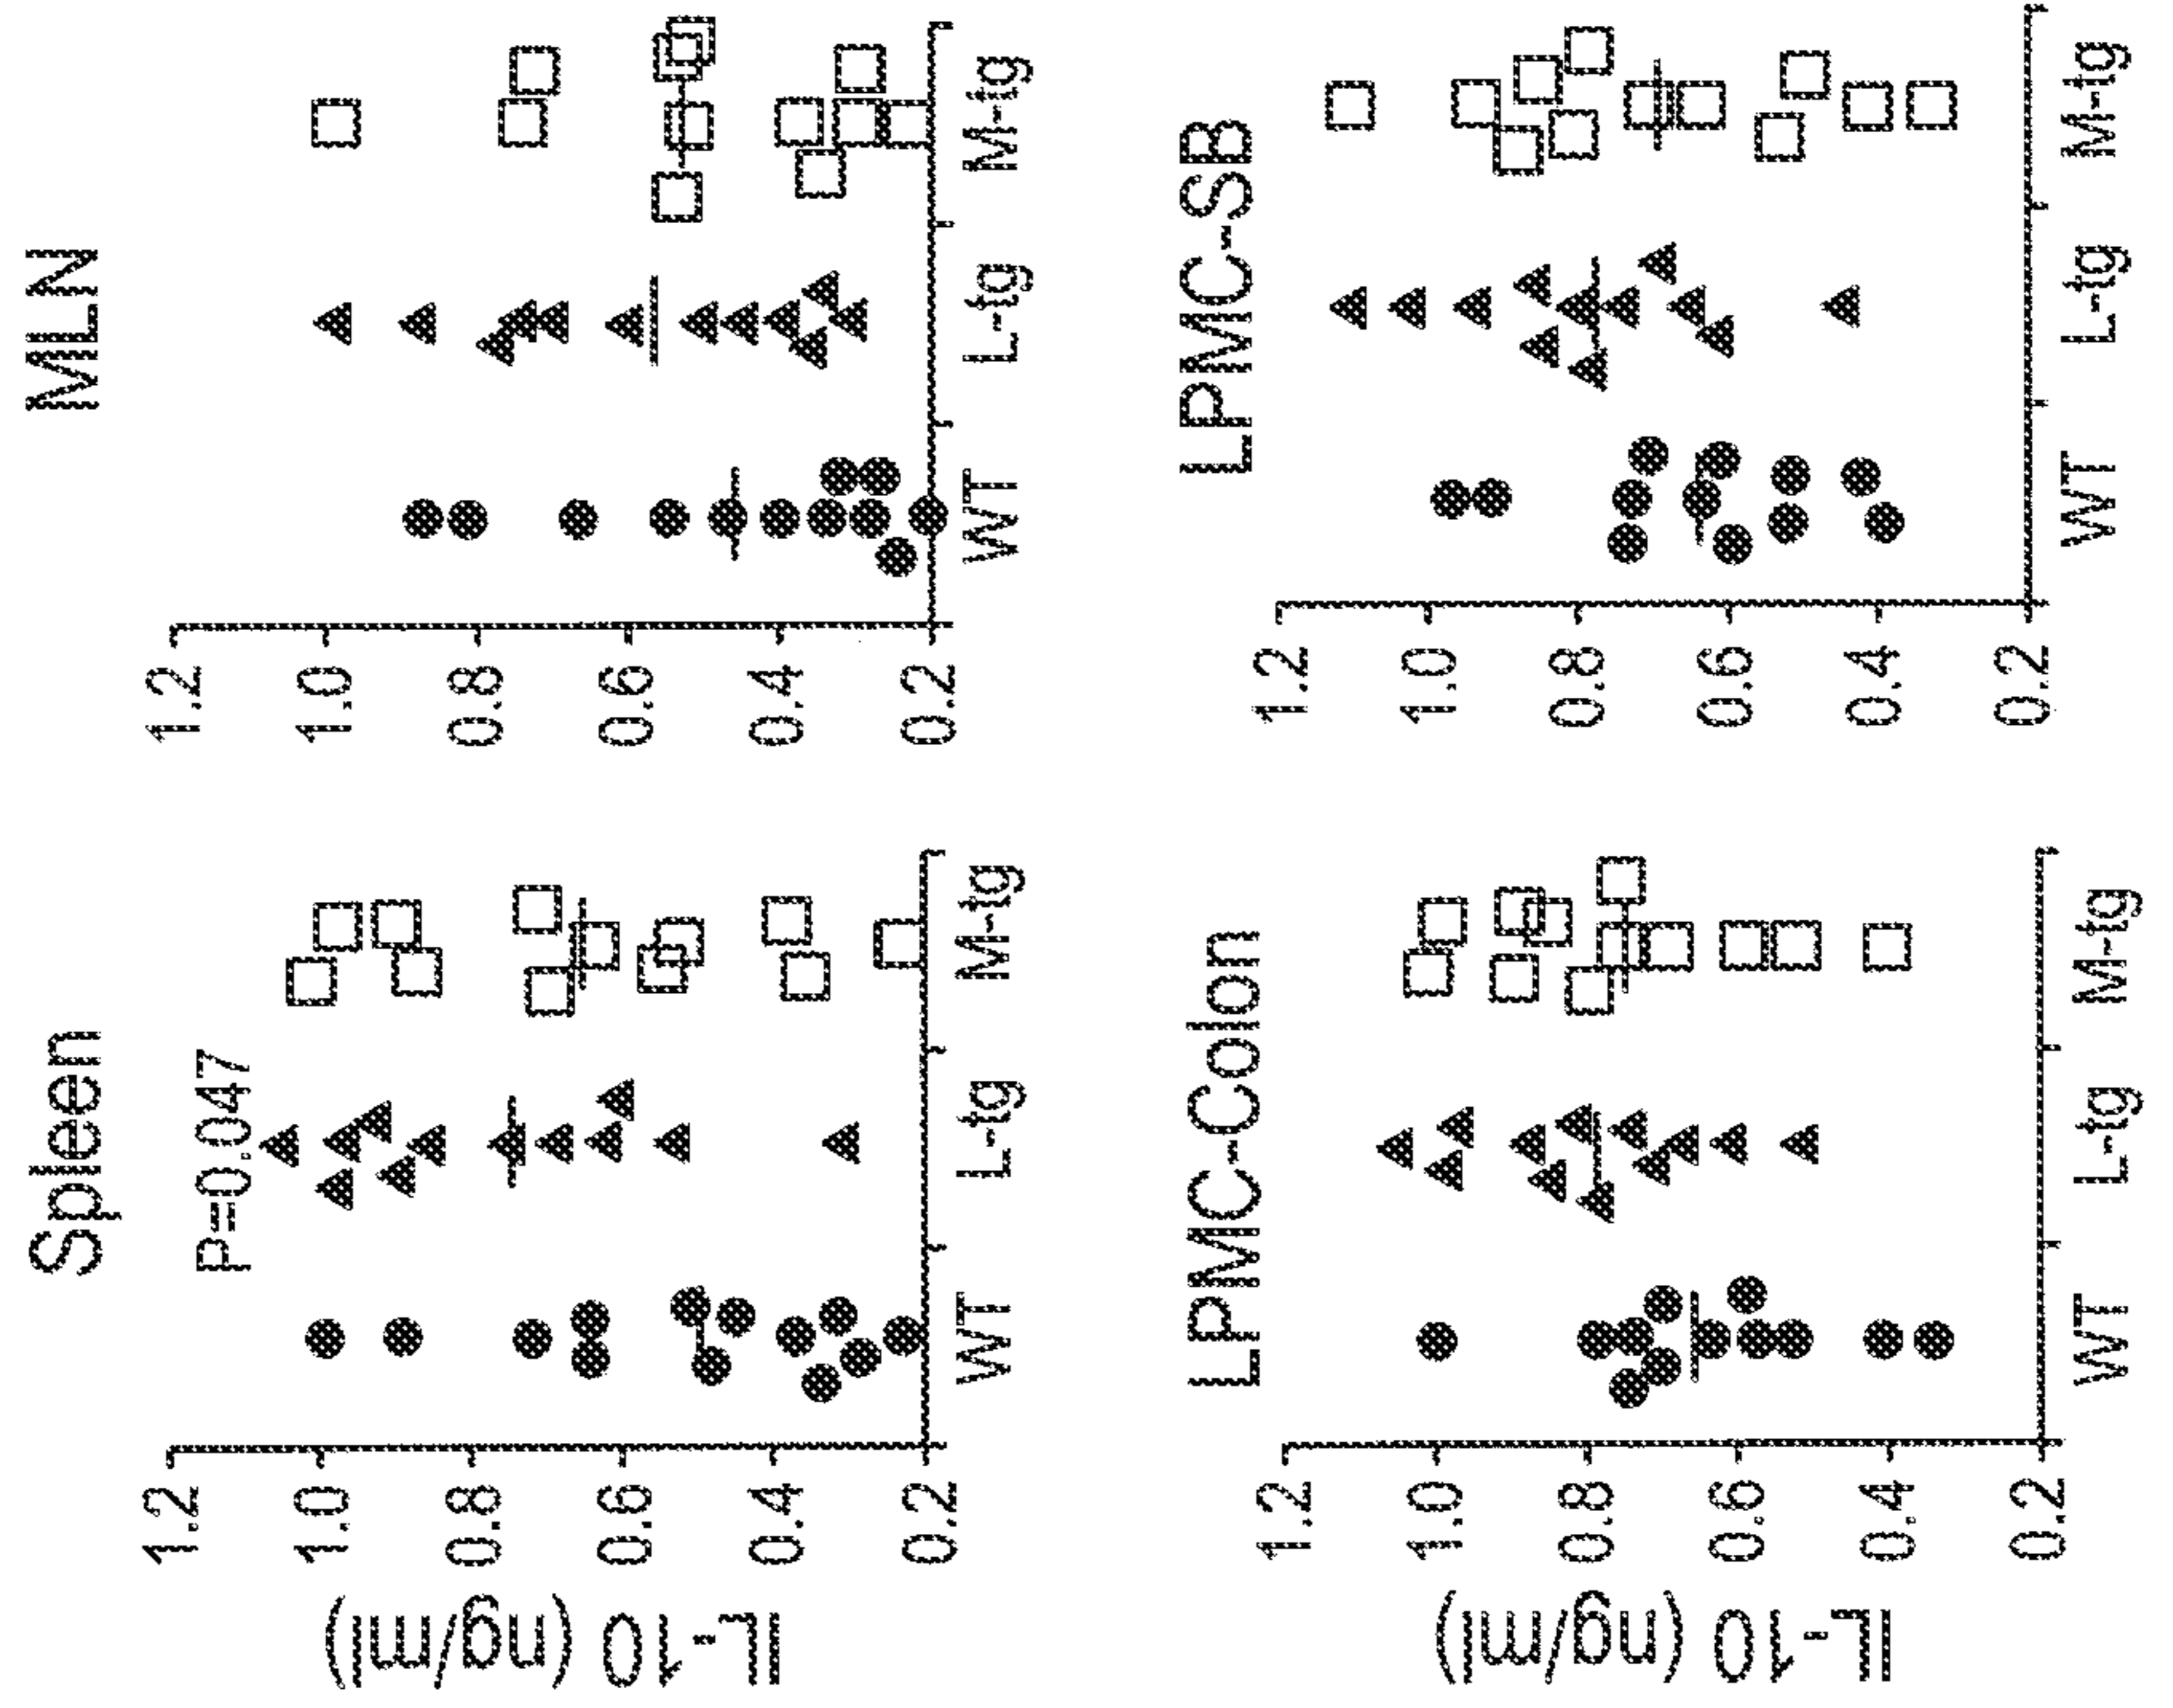 Spleen
P=0.047
IL-10 (ng/ml)
1.2
1.0
0.8
0.6
0.4
0.2
WT
L-tg
M-tg
MLN
1.2
1.0
0.8
0.6
0.4
0.2
WT
L-tg
M-tg
LPMC-Colon
IL-10 (ng/ml)
1.2
1.0
0.8
0.6
0.4
0.2
WT
L-tg
M-tg
LPMC-SB
1.2
1.0
0.8
0.6
0.4
0.2
WT
L-tg
M-tg